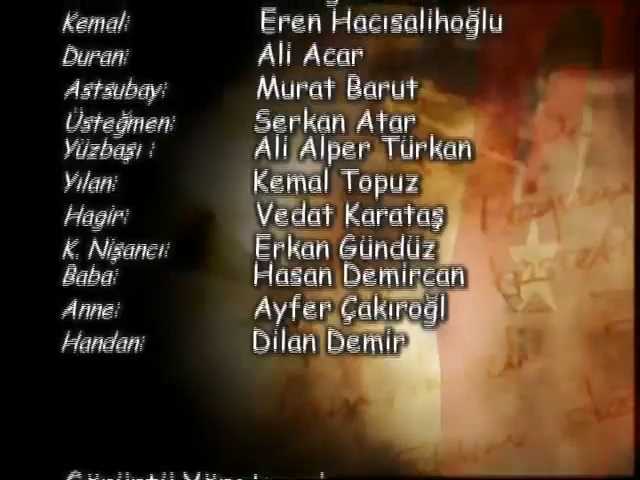 Kemal: Eren Hacısalihoğlu
Duran: Ali Acar
Astsubay: Murat Barut
Üsteğmen: Serkan Atar
Yüzbaşı : Ali Alper Türkan
Yılan: Kemal Topuz
Hagir: Vedat Karataş
K. Nişancı: Erkan Gündüz
Baba: Hasan Demircan
Anne: Ayfer Çakıroğl
Handan: Dilan Demir